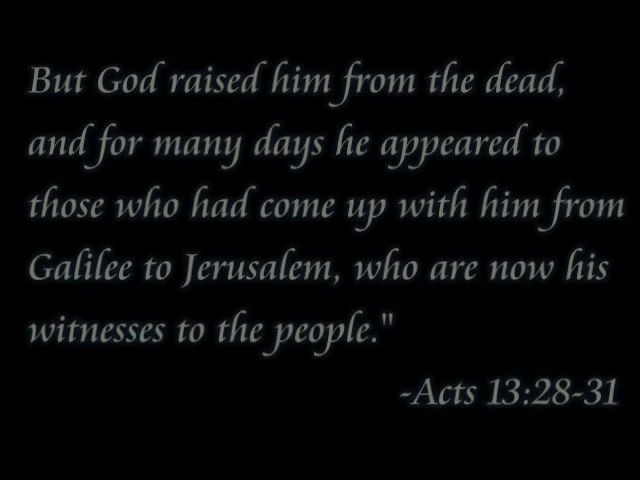 But God raised him from the dead,
and for many days he appeared to
those who had come up with him from
Galilee to Jerusalem, who are now his
witnesses to the people."
-Acts 13:28-31